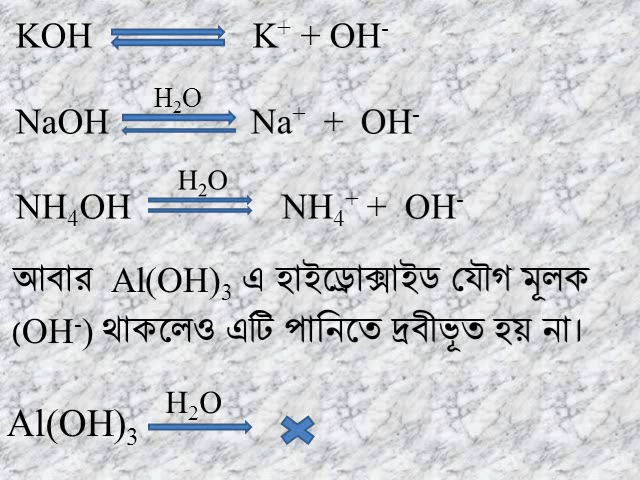 KOH ⇌ K⁺ + OH⁻
NaOH H₂O ⇌ Na⁺ + OH⁻
NH₄OH H₂O ⇉ NH₄⁺ + OH⁻
আবার Al(OH)₃ এ হাইড্রোক্সাইড যৌগ মূলক
(OH⁻) থাকলেও এটি পানিতে দ্রবীভূত হয় না।
Al(OH)₃ H₂O → ✖